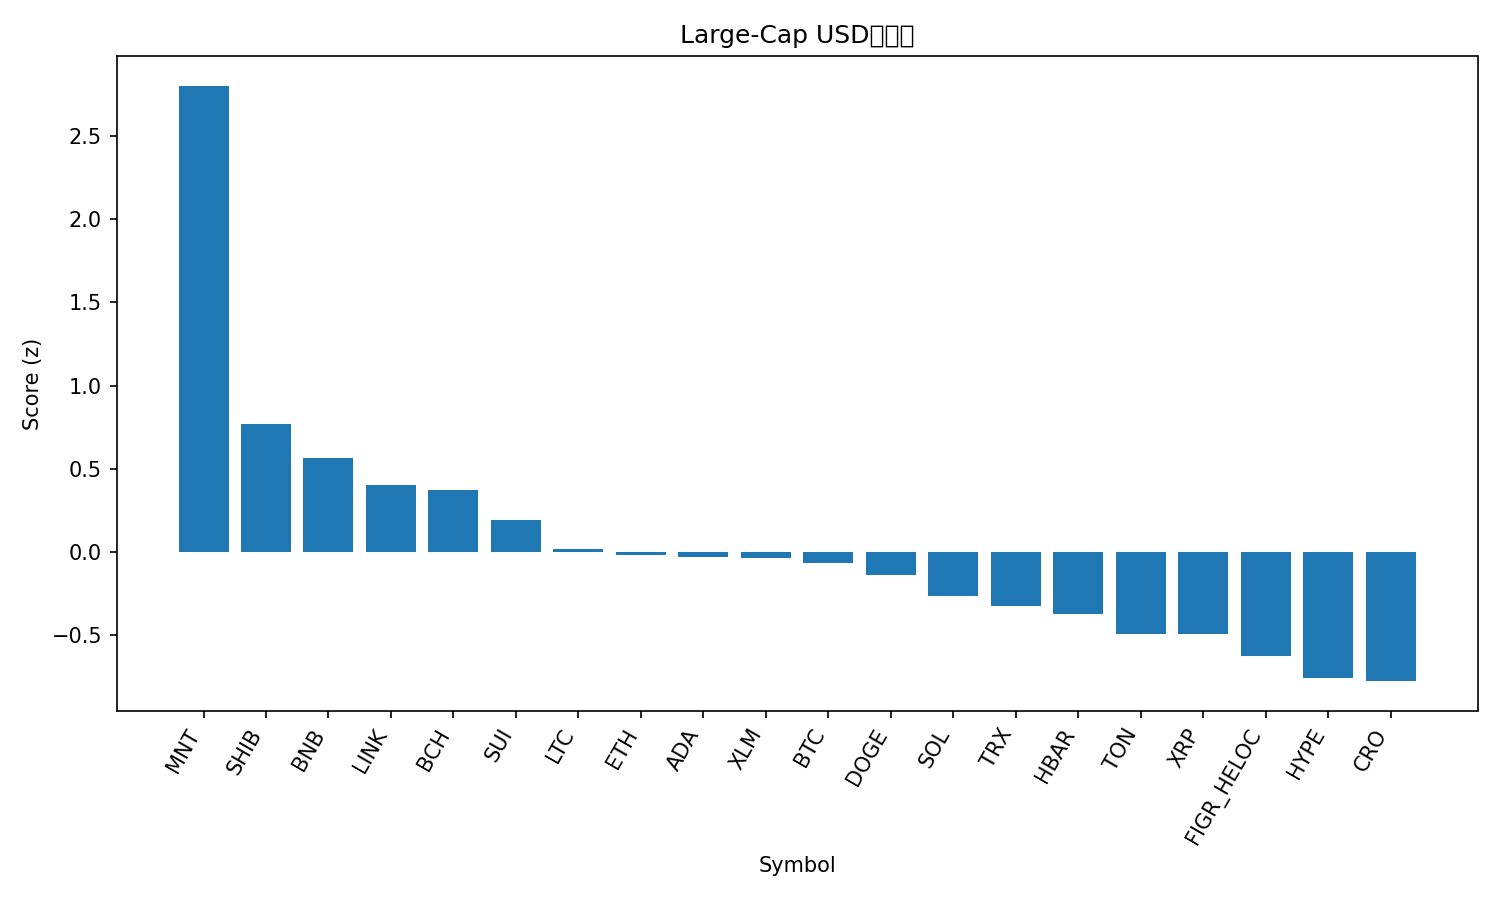 Large-Cap USD
Score (z)
2.5
2.0
1.5
1.0
0.5
0.0
−0.5
MNT
SHIB
BNB
LINK
BCH
SUI
LTC
ETH
ADA
XLM
BTC
DOGE
SOL
TRX
HBAR
TON
XRP
FIGR_HELOC
HYPE
CRO
Symbol